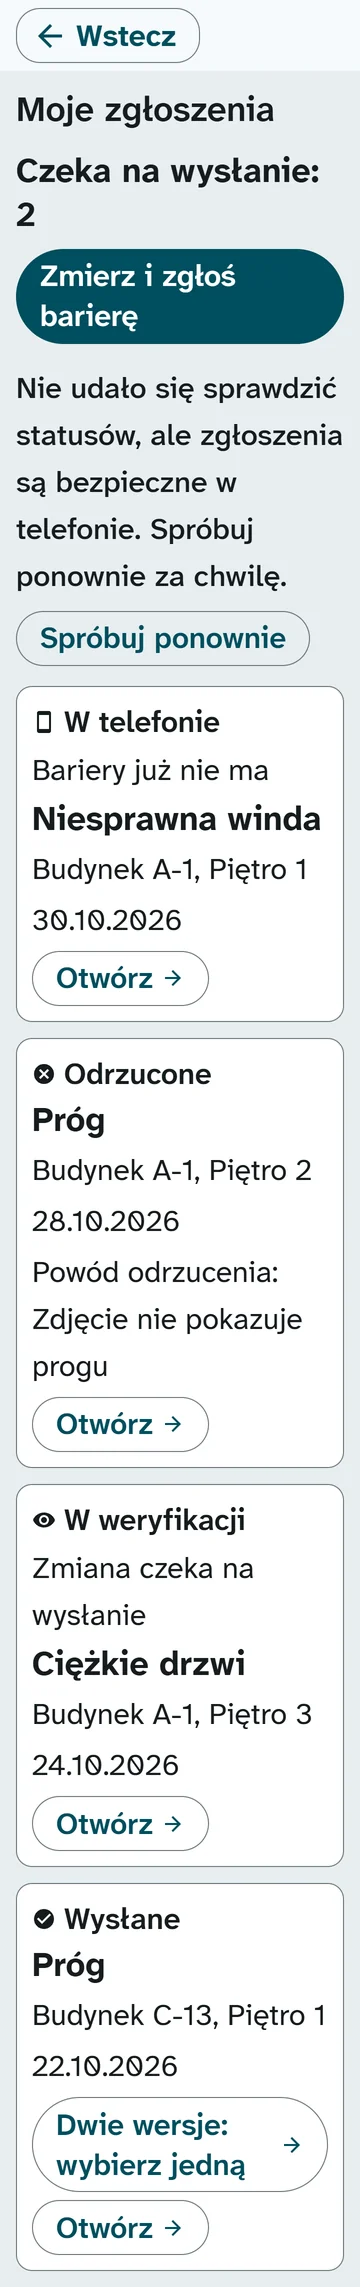 ← Wstecz
Moje zgłoszenia
Czeka na wysłanie:
2
Zmierz i zgłoś
barierę
Nie udało się sprawdzić
statusów, ale zgłoszenia
są bezpieczne w
telefonie. Spróbuj
ponownie za chwilę.
Spróbuj ponownie
W telefonie
Bariery już nie ma
Niesprawna winda
Budynek A-1, Piętro 1
30.10.2026
Otwórz →
Odrzucone
Próg
Budynek A-1, Piętro 2
28.10.2026
Powód odrzucenia:
Zdjęcie nie pokazuje
progu
Otwórz →
W weryfikacji
Zmiana czeka na
wysłanie
Ciężkie drzwi
Budynek A-1, Piętro 3
24.10.2026
Otwórz →
Wysłane
Próg
Budynek C-13, Piętro 1
22.10.2026
Dwie wersje:
wybierz jedną →
Otwórz →